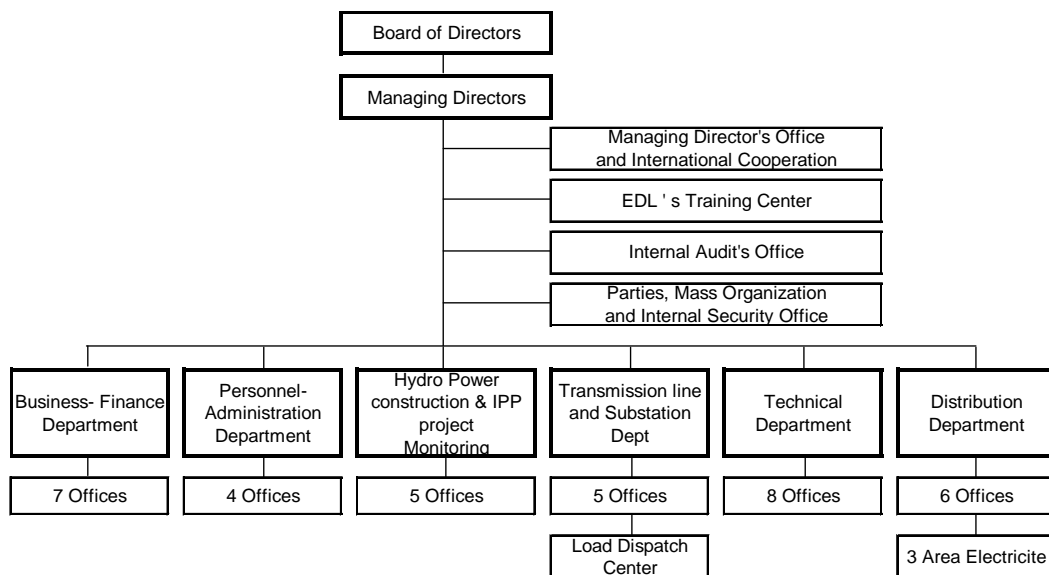 Board of Directors
Managing Directors
Managing Director's Office
and International Cooperation
EDL ' s Training Center
Internal Audit's Office
Parties, Mass Organization
and Internal Security Office
Business- Finance
Department
Personnel-
Administration
Department
Hydro Power
construction & IPP
project
Monitoring
Transmission line
and Substation
Dept
Technical
Department
Distribution
Department
7 Offices
4 Offices
5 Offices
5 Offices
8 Offices
6 Offices
Load Dispatch
Center
3 Area Electricite